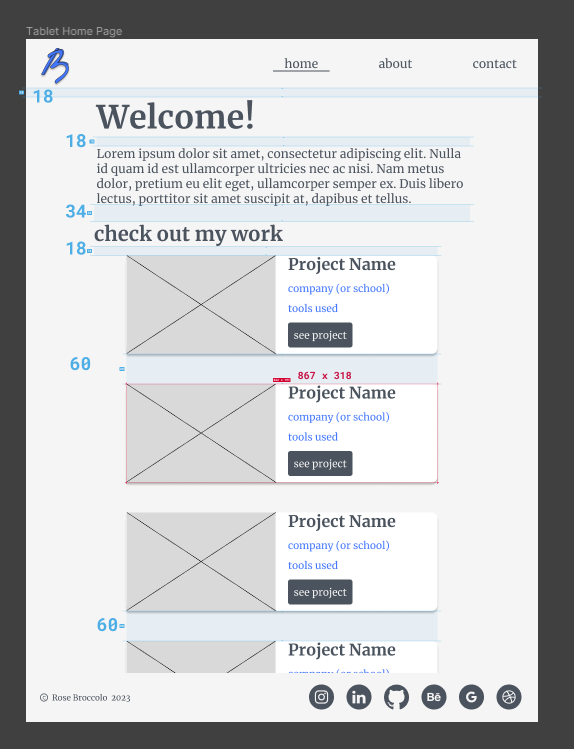 Tablet Home Page
B
home about contact
18
Welcome!
18
Lorem ipsum dolor sit amet, consectetur adipiscing elit. Nulla
id quam id est ullamcorper ultricies nec ac nisi. Nam metus
dolor, pretium eu elit eget, ullamcorper semper ex. Duis libero
lectus, porttitor sit amet suscipit at, dapibus et tellus.
34
check out my work
18
Project Name
company (or school)
tools used
see project
60
867 x 318
Project Name
company (or school)
tools used
see project
Project Name
company (or school)
tools used
see project
60
Project Name
company (or school)
© Rose Broccolo 2023
in
Bē
G